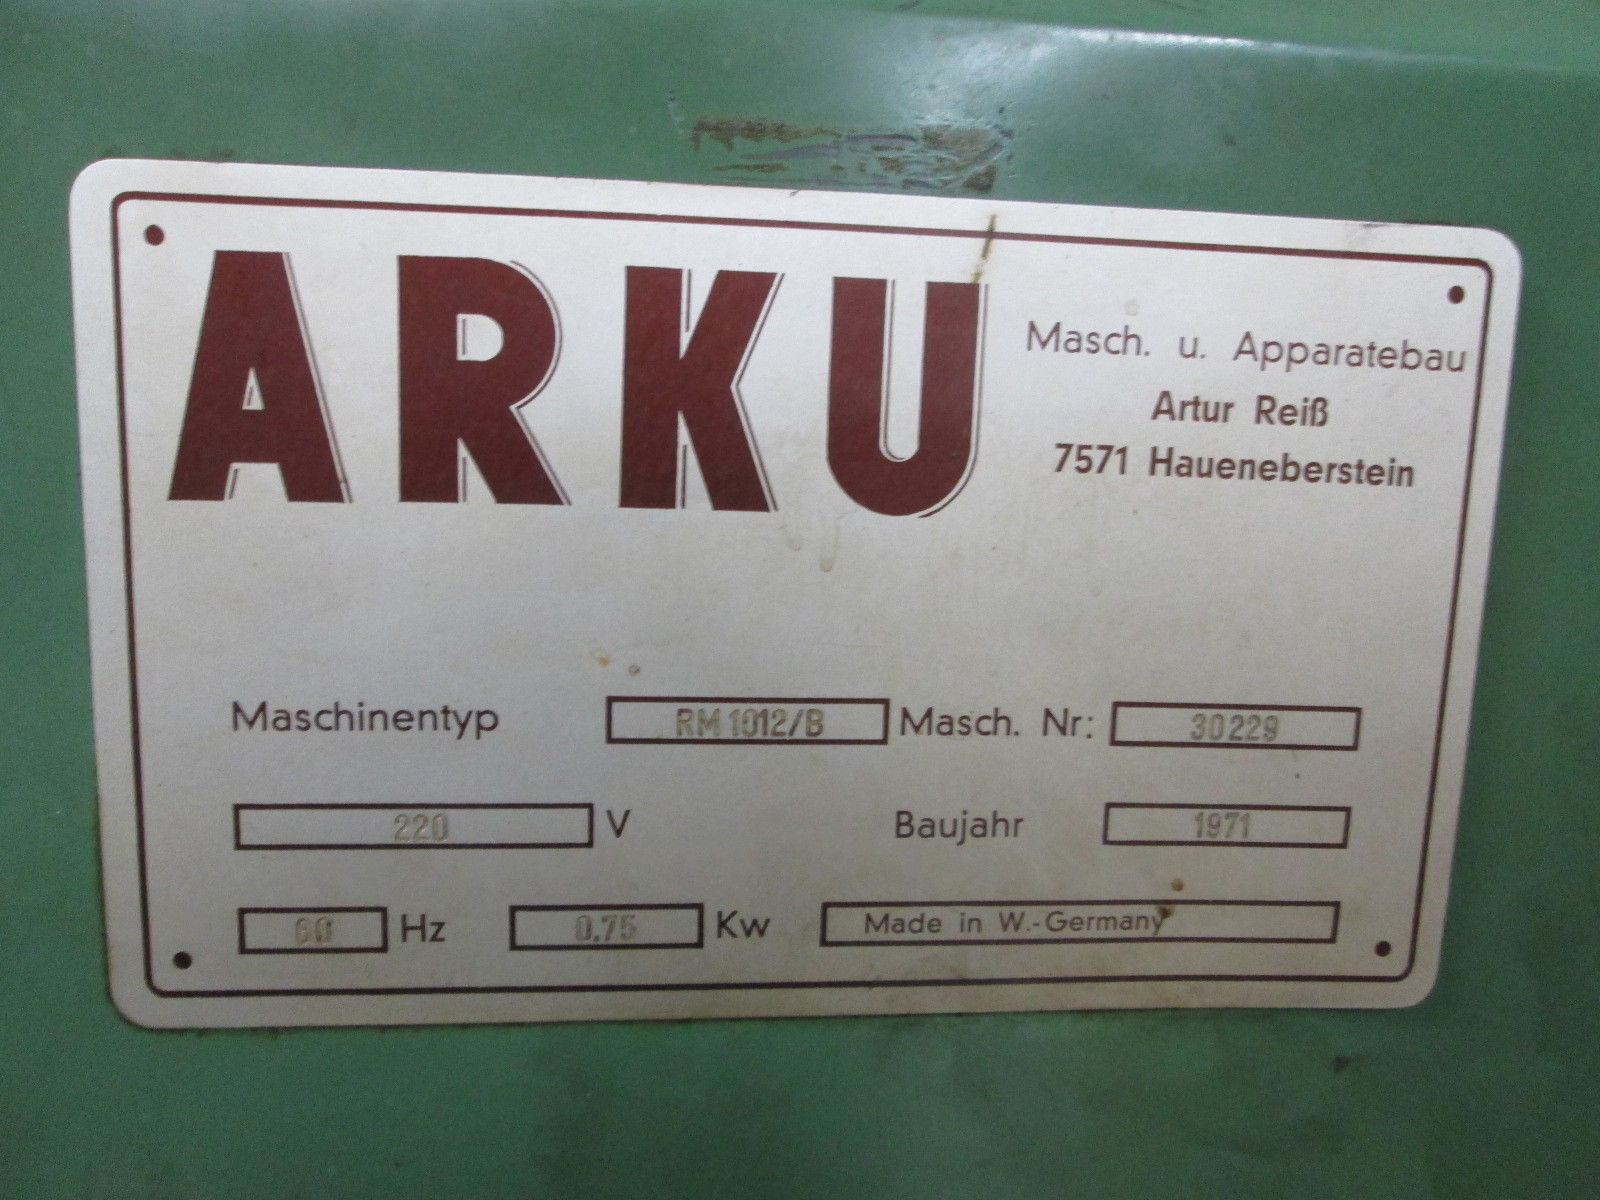 ARKU
Masch. u. Apparatebau
Artur Reiß
7571 Haueneberstein
Maschinentyp RM 1012/B Masch. Nr: 30229
220 V Baujahr 1971
60 Hz 0,75 Kw Made in W.-Germany